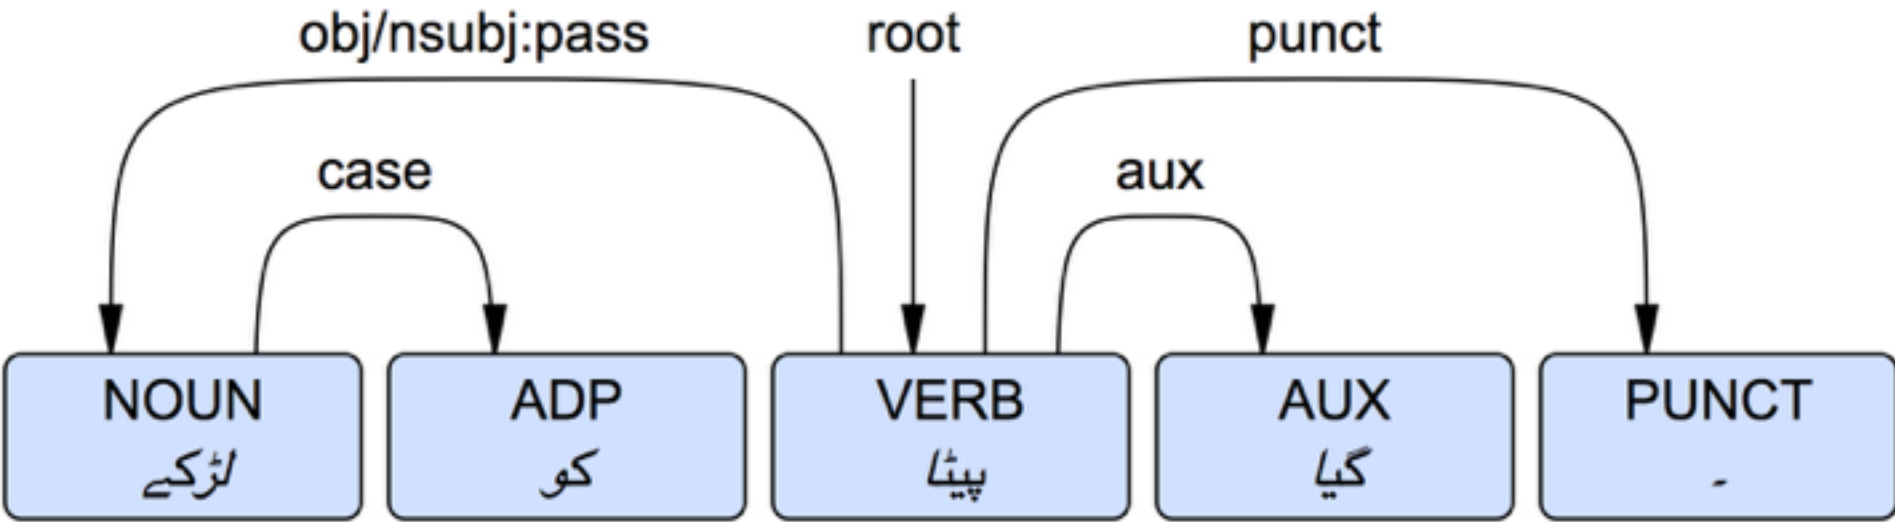 obj/nsubj:pass root punct
case aux
NOUN ADP VERB AUX PUNCT
لڑکے کو پیٹا گیا ۔